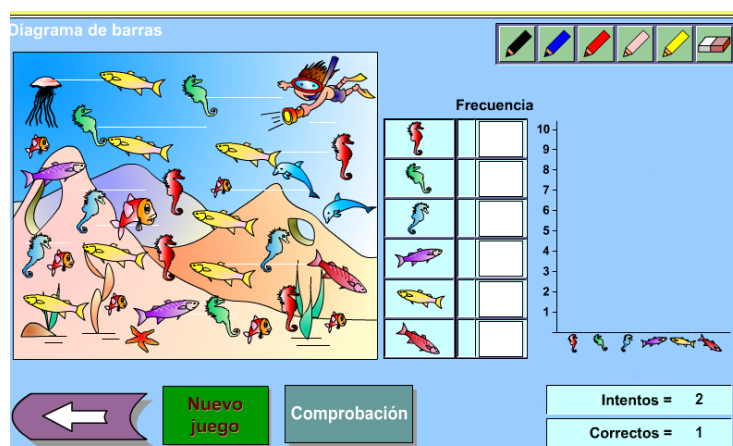 Diagrama de barras
Frecuencia
10
9
8
7
6
5
4
3
2
1
Nuevo
juego
Comprobación
Intentos = 2
Correctos = 1